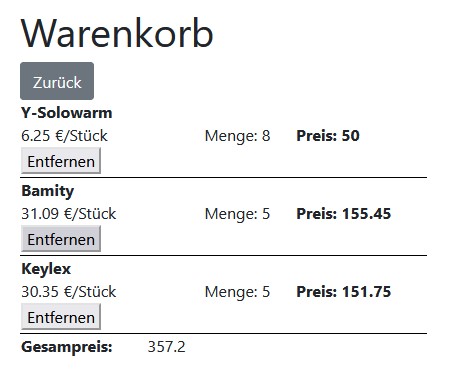 Warenkorb
Zurück
Y-Solowarm
6.25 €/Stück Menge: 8 Preis: 50
Entfernen
Bamity
31.09 €/Stück Menge: 5 Preis: 155.45
Entfernen
Keylex
30.35 €/Stück Menge: 5 Preis: 151.75
Entfernen
Gesampreis: 357.2